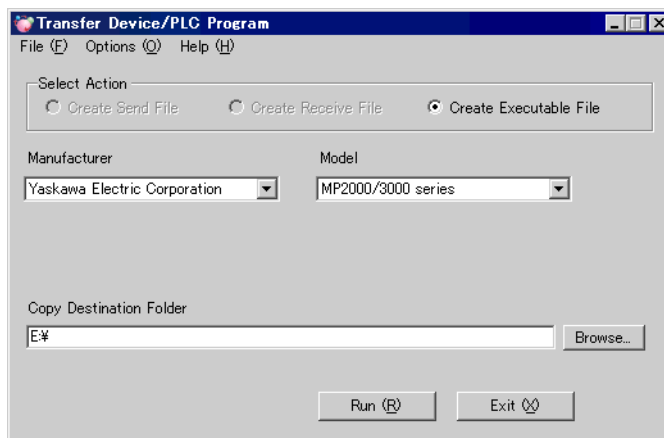 Transfer Device/PLC Program
File (F) Options (O) Help (H)
Select Action
Create Send File Create Receive File Create Executable File
Manufacturer Model
Yaskawa Electric Corporation MP2000/3000 series
Copy Destination Folder
E:¥ Browse...
Run (R) Exit (X)